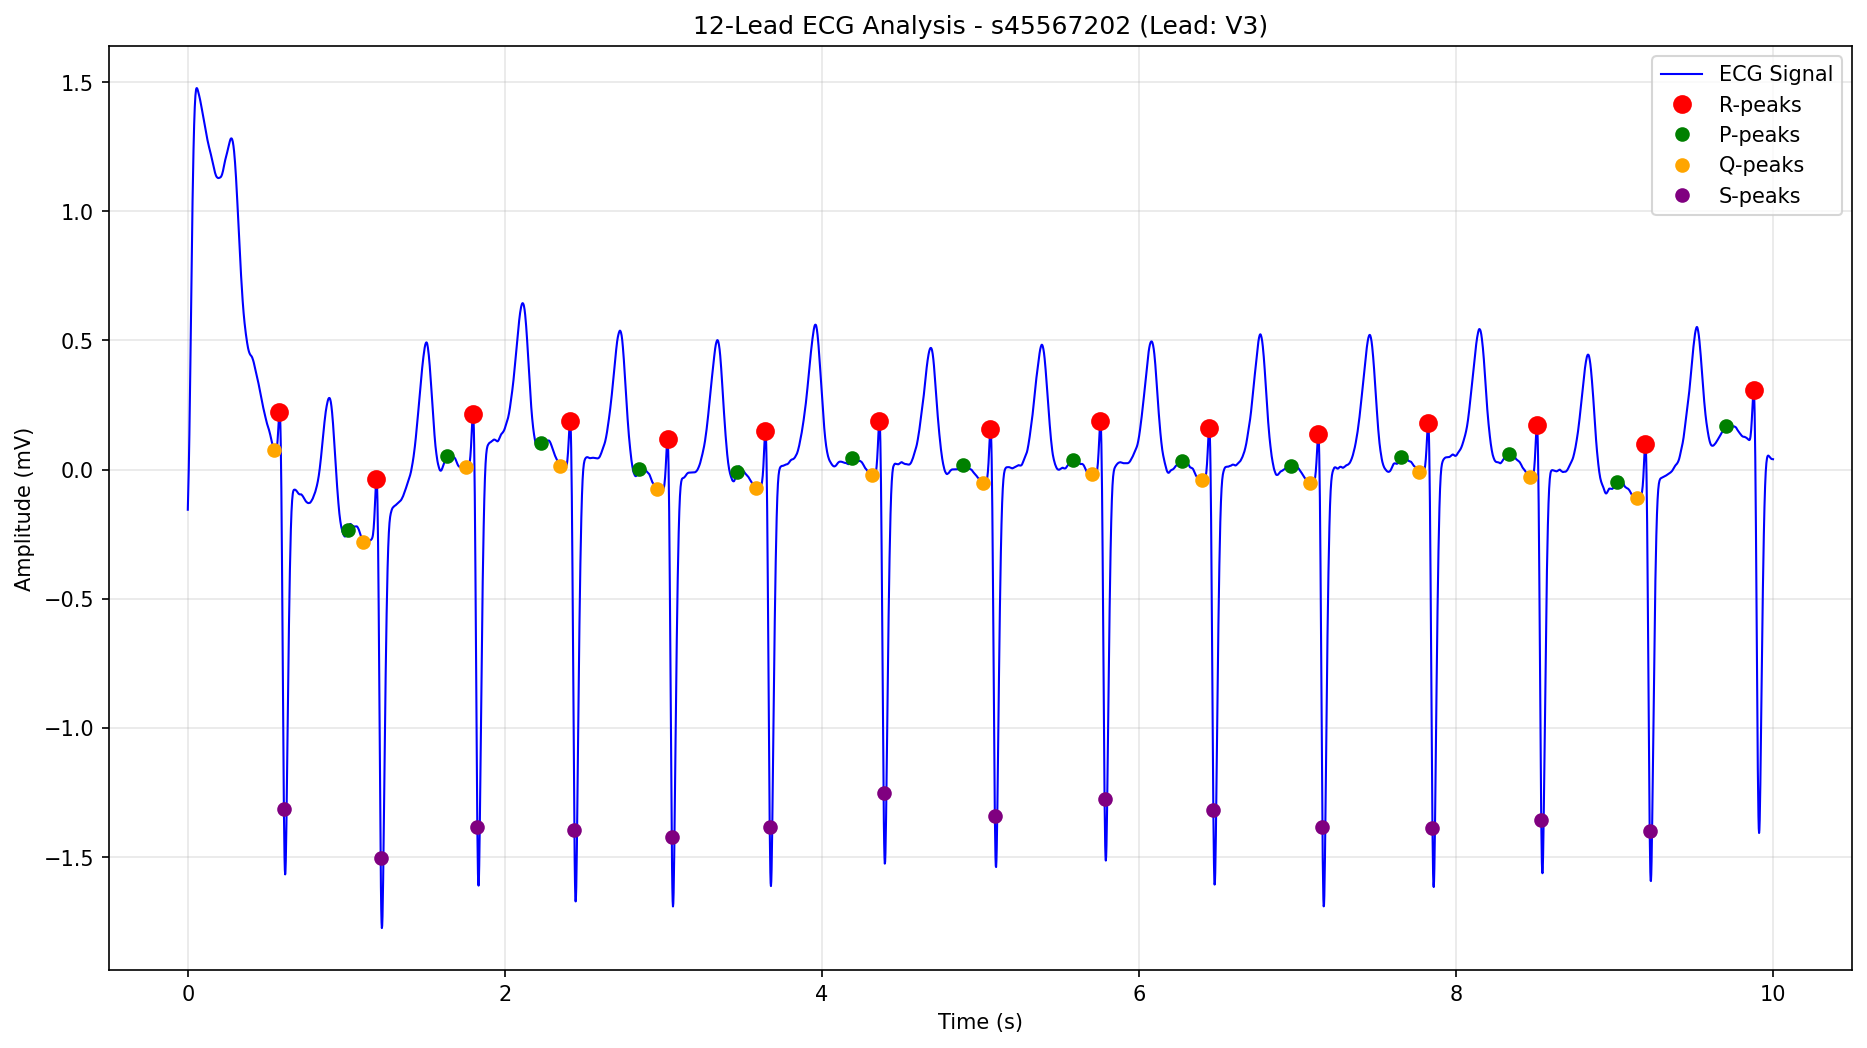 12-Lead ECG Analysis - s45567202 (Lead: V3)
ECG Signal
R-peaks
P-peaks
Q-peaks
S-peaks
Amplitude (mV)
1.5
1.0
0.5
0.0
−0.5
−1.0
−1.5
0 2 4 6 8 10
Time (s)